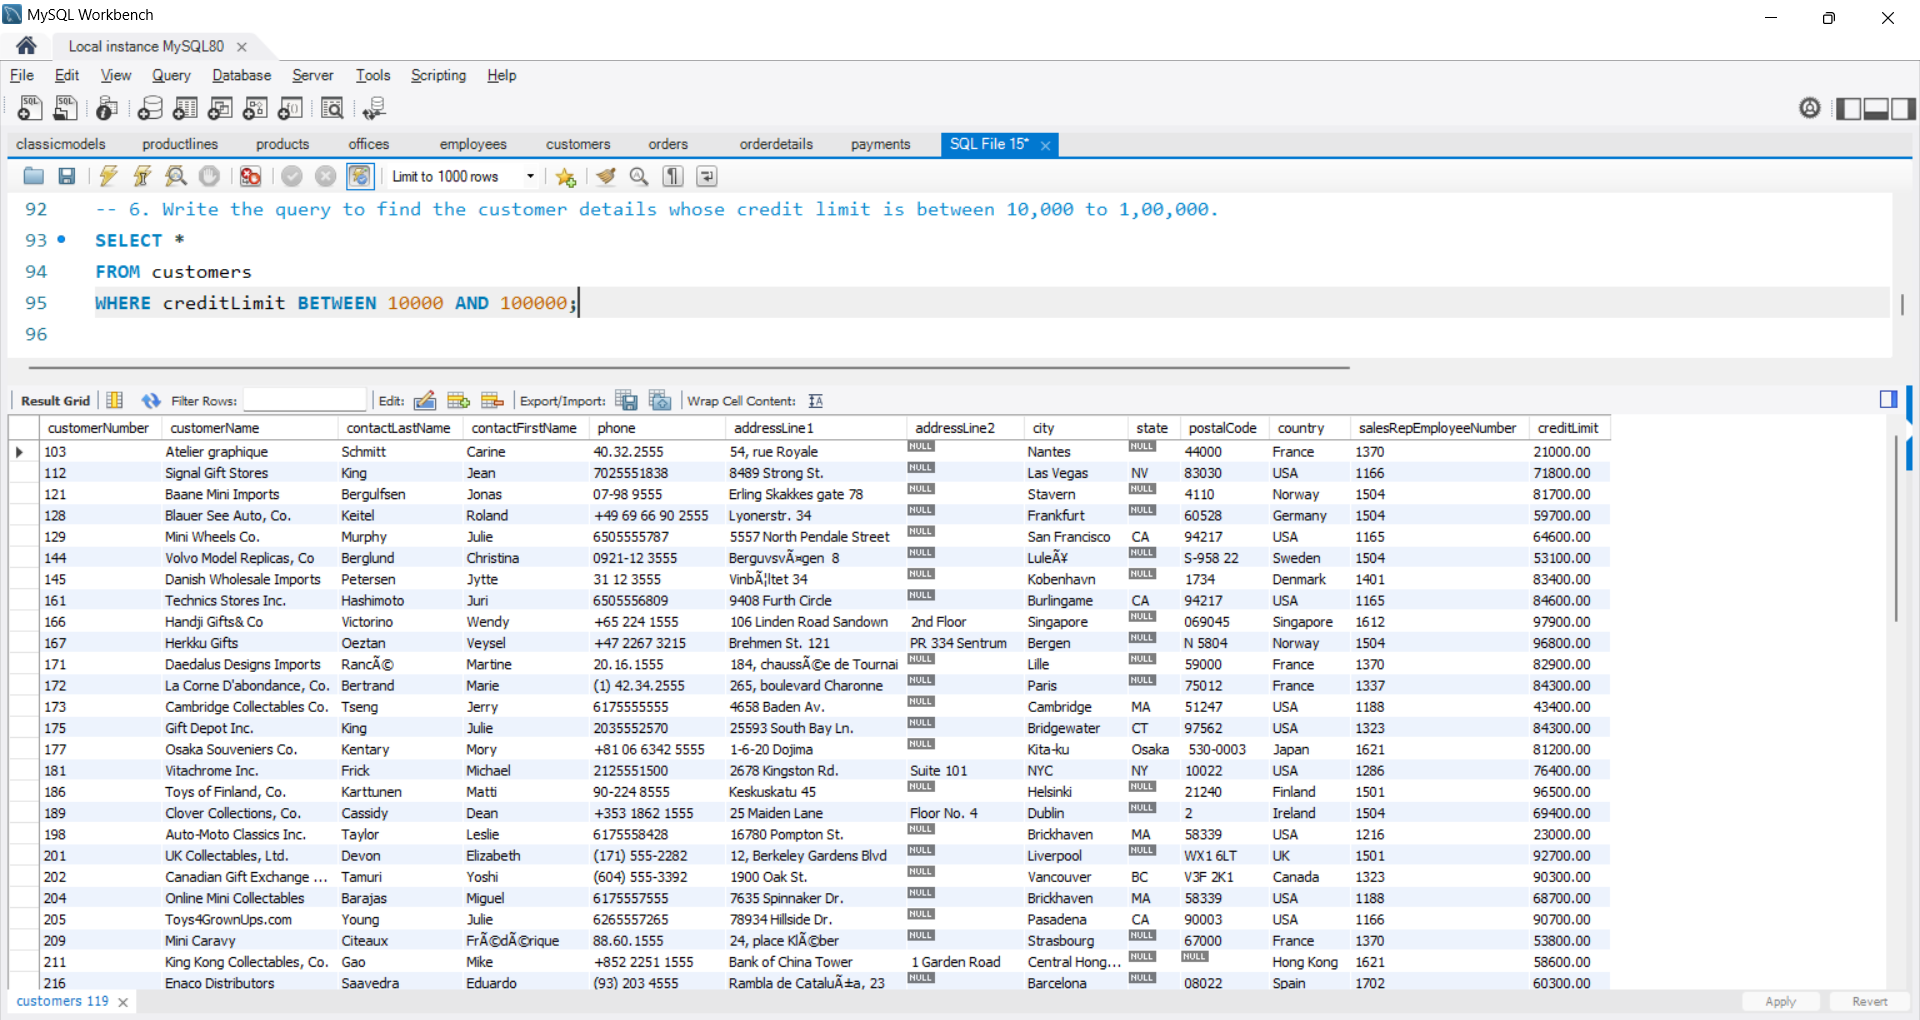 MySQL Workbench
Local instance MySQL80
File Edit View Query Database Server Tools Scripting Help
classicmodels productlines products offices employees customers orders orderdetails payments SQL File 15*
Limit to 1000 rows
92 -- 6. Write the query to find the customer details whose credit limit is between 10,000 to 1,00,000.
93 SELECT *
94 FROM customers
95 WHERE creditLimit BETWEEN 10000 AND 100000;
96
Result Grid Filter Rows: Edit: Export/Import: Wrap Cell Content:
customerNumber customerName contactLastName contactFirstName phone addressLine1 addressLine2 city state postalCode country salesRepEmployeeNumber creditLimit
103 Atelier graphique Schmitt Carine 40.32.2555 54, rue Royale NULL Nantes NULL 44000 France 1370 21000.00
112 Signal Gift Stores King Jean 7025551838 8489 Strong St. NULL Las Vegas NV 83030 USA 1166 71800.00
121 Baane Mini Imports Bergulfsen Jonas 07-98 9555 Erling Skakkes gate 78 NULL Stavern NULL 4110 Norway 1504 81700.00
128 Blauer See Auto, Co. Keitel Roland +49 69 66 90 2555 Lyonerstr. 34 NULL Frankfurt NULL 60528 Germany 1504 59700.00
129 Mini Wheels Co. Murphy Julie 6505555787 5557 North Pendale Street NULL San Francisco CA 94217 USA 1165 64600.00
144 Volvo Model Replicas, Co Berglund Christina 0921-12 3555 BerguvsvÃ¤gen 8 NULL LuleÃ¥ NULL S-958 22 Sweden 1504 53100.00
145 Danish Wholesale Imports Petersen Jytte 31 12 3555 VinbÃ¦ltet 34 NULL Kobenhavn NULL 1734 Denmark 1401 83400.00
161 Technics Stores Inc. Hashimoto Juri 6505556809 9408 Furth Circle NULL Burlingame CA 94217 USA 1165 84600.00
166 Handji Gifts& Co Victorino Wendy +65 224 1555 106 Linden Road Sandown 2nd Floor Singapore NULL 069045 Singapore 1612 97900.00
167 Herkku Gifts Oeztan Veysel +47 2267 3215 Brehmen St. 121 PR 334 Sentrum Bergen NULL N 5804 Norway 1504 96800.00
171 Daedalus Designs Imports RancÃ© Martine 20.16.1555 184, chaussÃ©e de Tournai NULL Lille NULL 59000 France 1370 82900.00
172 La Corne D'abondance, Co. Bertrand Marie (1) 42.34.2555 265, boulevard Charonne NULL Paris NULL 75012 France 1337 84300.00
173 Cambridge Collectables Co. Tseng Jerry 6175555555 4658 Baden Av. NULL Cambridge MA 51247 USA 1188 43400.00
175 Gift Depot Inc. King Julie 2035552570 25593 South Bay Ln. NULL Bridgewater CT 97562 USA 1323 84300.00
177 Osaka Souveniers Co. Kentary Mory +81 06 6342 5555 1-6-20 Dojima NULL Kita-ku Osaka 530-0003 Japan 1621 81200.00
181 Vitachrome Inc. Frick Michael 2125551500 2678 Kingston Rd. Suite 101 NYC NY 10022 USA 1286 76400.00
186 Toys of Finland, Co. Karttunen Matti 90-224 8555 Keskuskatu 45 NULL Helsinki NULL 21240 Finland 1501 96500.00
189 Clover Collections, Co. Cassidy Dean +353 1862 1555 25 Maiden Lane Floor No. 4 Dublin NULL 2 Ireland 1504 69400.00
198 Auto-Moto Classics Inc. Taylor Leslie 6175558428 16780 Pompton St. NULL Brickhaven MA 58339 USA 1216 23000.00
201 UK Collectables, Ltd. Devon Elizabeth (171) 555-2282 12, Berkeley Gardens Blvd NULL Liverpool NULL WX1 6LT UK 1501 92700.00
202 Canadian Gift Exchange ... Tamuri Yoshi (604) 555-3392 1900 Oak St. NULL Vancouver BC V3F 2K1 Canada 1323 90300.00
204 Online Mini Collectables Barajas Miguel 6175557555 7635 Spinnaker Dr. NULL Brickhaven MA 58339 USA 1188 68700.00
205 Toys4GrownUps.com Young Julie 6265557265 78934 Hillside Dr. NULL Pasadena CA 90003 USA 1166 90700.00
209 Mini Caravy Citeaux FrÃ©dÃ©rique 88.60.1555 24, place KlÃ©ber NULL Strasbourg NULL 67000 France 1370 53800.00
211 King Kong Collectables, Co. Gao Mike +852 2251 1555 Bank of China Tower 1 Garden Road Central Hong... NULL NULL Hong Kong 1621 58600.00
216 Enaco Distributors Saavedra Eduardo (93) 203 4555 Rambla de CataluÃ±a, 23 NULL Barcelona NULL 08022 Spain 1702 60300.00
customers 119 Apply Revert